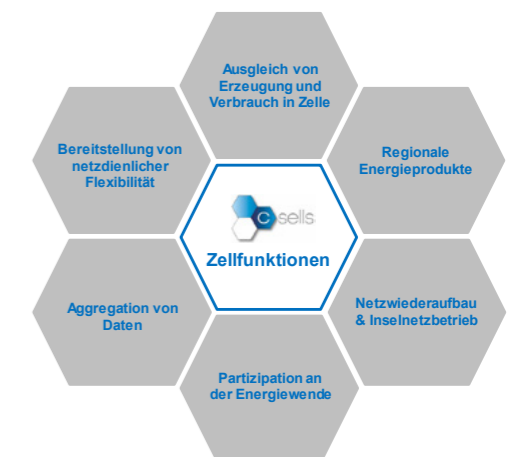 Ausgleich von
Erzeugung und
Verbrauch in Zelle
Bereitstellung von
netzdienlicher
Flexibilität
Regionale
Energieprodukte
C sells
Zellfunktionen
Aggregation von
Daten
Netzwiederaufbau
& Inselnetzbetrieb
Partizipation an
der Energiewende